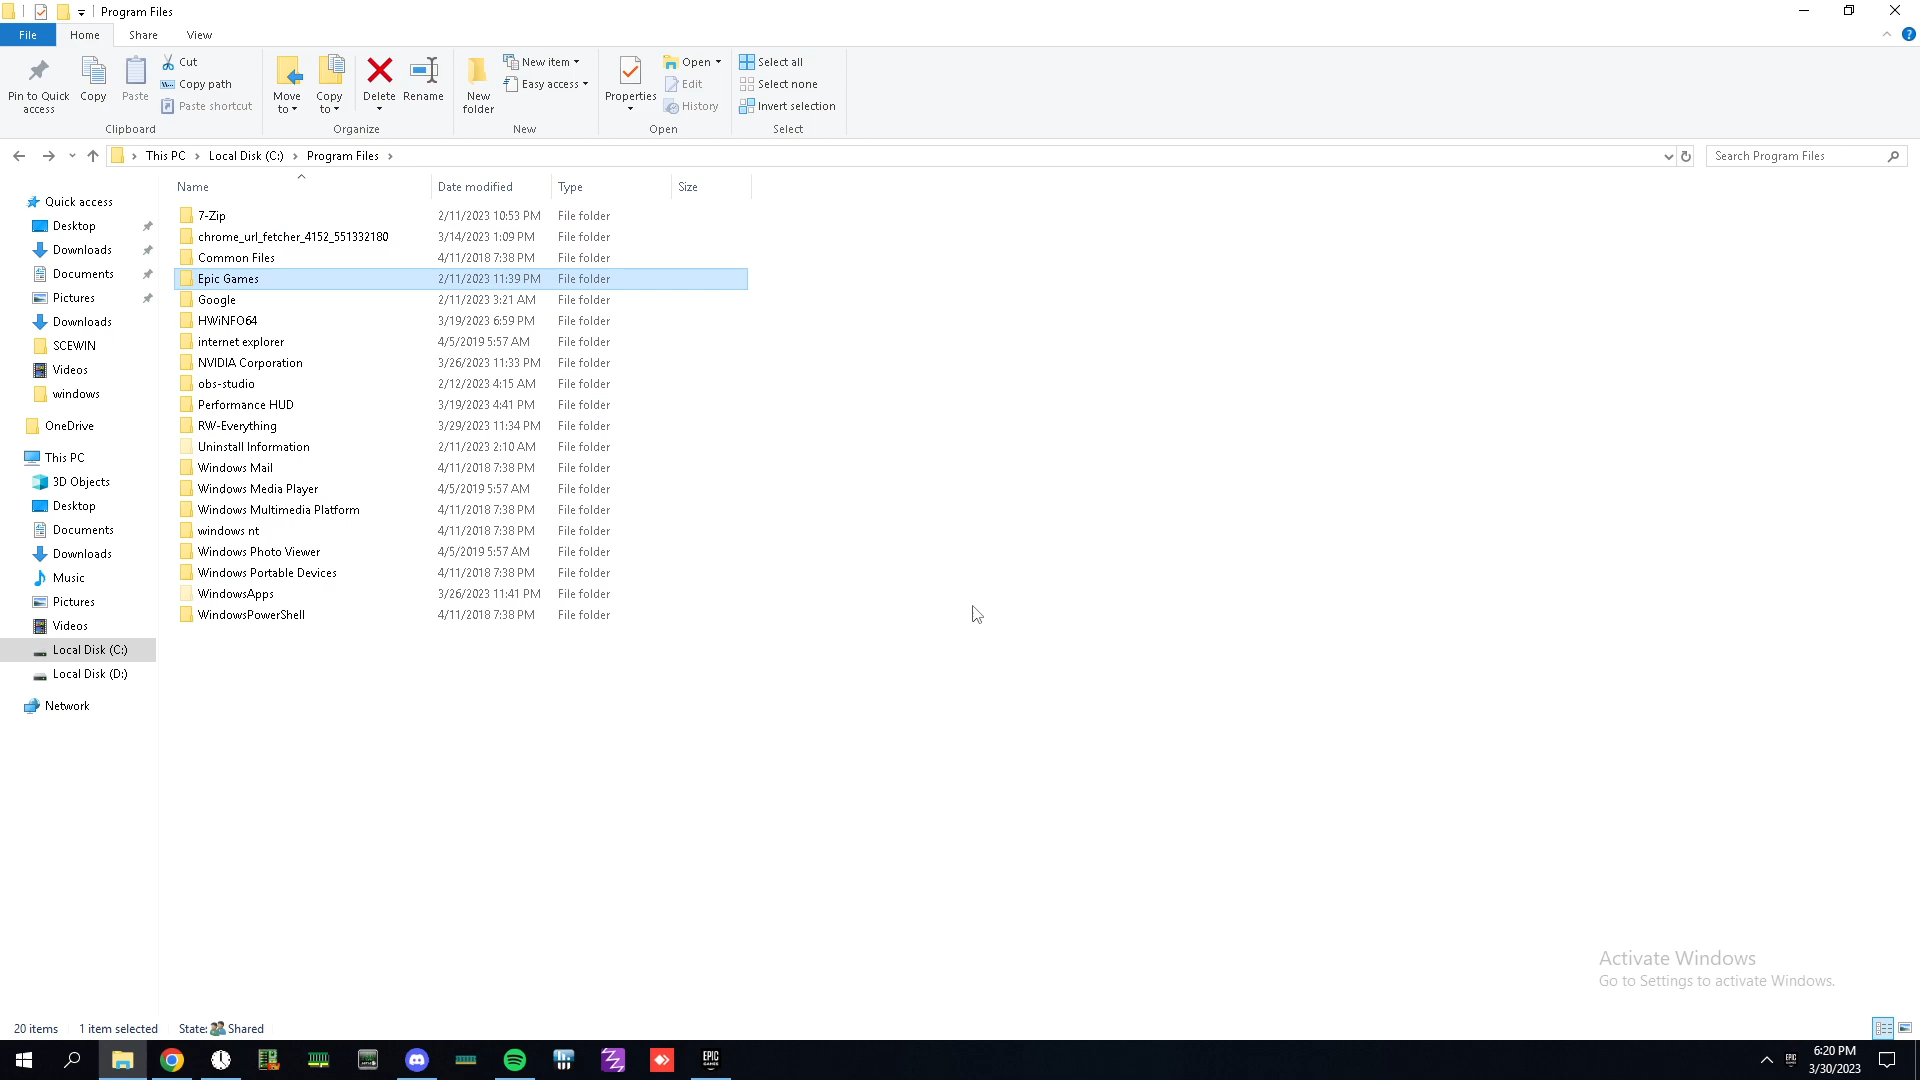 Program Files
File Home Share View
Pin to Quick access
Copy
Paste
Cut
Copy path
Paste shortcut
Clipboard
Move to
Copy to
Delete
Rename
Organize
New folder
New item
Easy access
New
Properties
Open
Edit
History
Open
Select all
Select none
Invert selection
Select
This PC > Local Disk (C:) > Program Files >
Search Program Files
Quick access
Desktop
Downloads
Documents
Pictures
Downloads
SCEWIN
Videos
windows
OneDrive
This PC
3D Objects
Desktop
Documents
Downloads
Music
Pictures
Videos
Local Disk (C:)
Local Disk (D:)
Network
Name Date modified Type Size
7-Zip 2/11/2023 10:53 PM File folder
chrome_url_fetcher_4152_551332180 3/14/2023 1:09 PM File folder
Common Files 4/11/2018 7:38 PM File folder
Epic Games 2/11/2023 11:39 PM File folder
Google 2/11/2023 3:21 AM File folder
HWiNFO64 3/19/2023 6:59 PM File folder
internet explorer 4/5/2019 5:57 AM File folder
NVIDIA Corporation 3/26/2023 11:33 PM File folder
obs-studio 2/12/2023 4:15 AM File folder
Performance HUD 3/19/2023 4:41 PM File folder
RW-Everything 3/29/2023 11:34 PM File folder
Uninstall Information 2/11/2023 2:10 AM File folder
Windows Mail 4/11/2018 7:38 PM File folder
Windows Media Player 4/5/2019 5:57 AM File folder
Windows Multimedia Platform 4/11/2018 7:38 PM File folder
windows nt 4/11/2018 7:38 PM File folder
Windows Photo Viewer 4/5/2019 5:57 AM File folder
Windows Portable Devices 4/11/2018 7:38 PM File folder
WindowsApps 3/26/2023 11:41 PM File folder
WindowsPowerShell 4/11/2018 7:38 PM File folder
Activate Windows
Go to Settings to activate Windows.
20 items 1 item selected State: Shared
EPIC
GAMES
EPIC
6:20 PM
3/30/2023